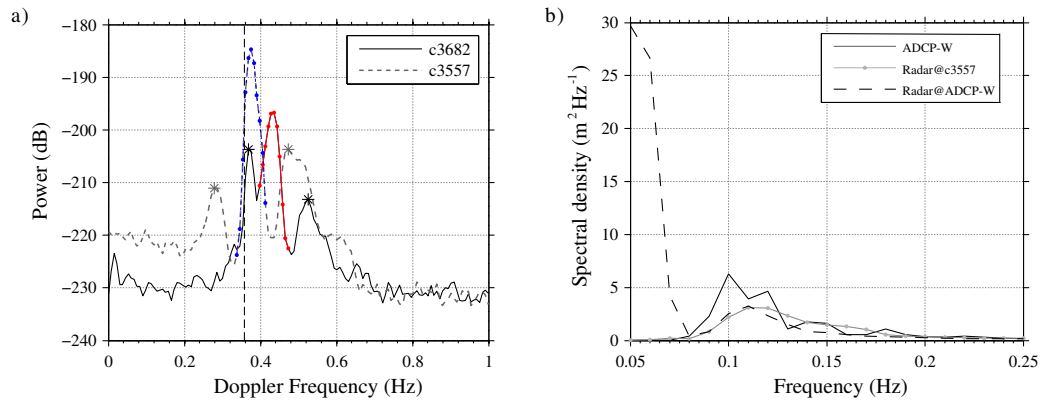 a)
−180
−190
−200
−210
−220
−230
−240
0
0.2
0.4
0.6
0.8
1
Power (dB)
Doppler Frequency (Hz)
c3682
c3557
b)
30
25
20
15
10
5
0
0.05
0.1
0.15
0.2
0.25
Spectral density (m² Hz⁻¹)
Frequency (Hz)
ADCP-W
Radar@c3557
Radar@ADCP-W